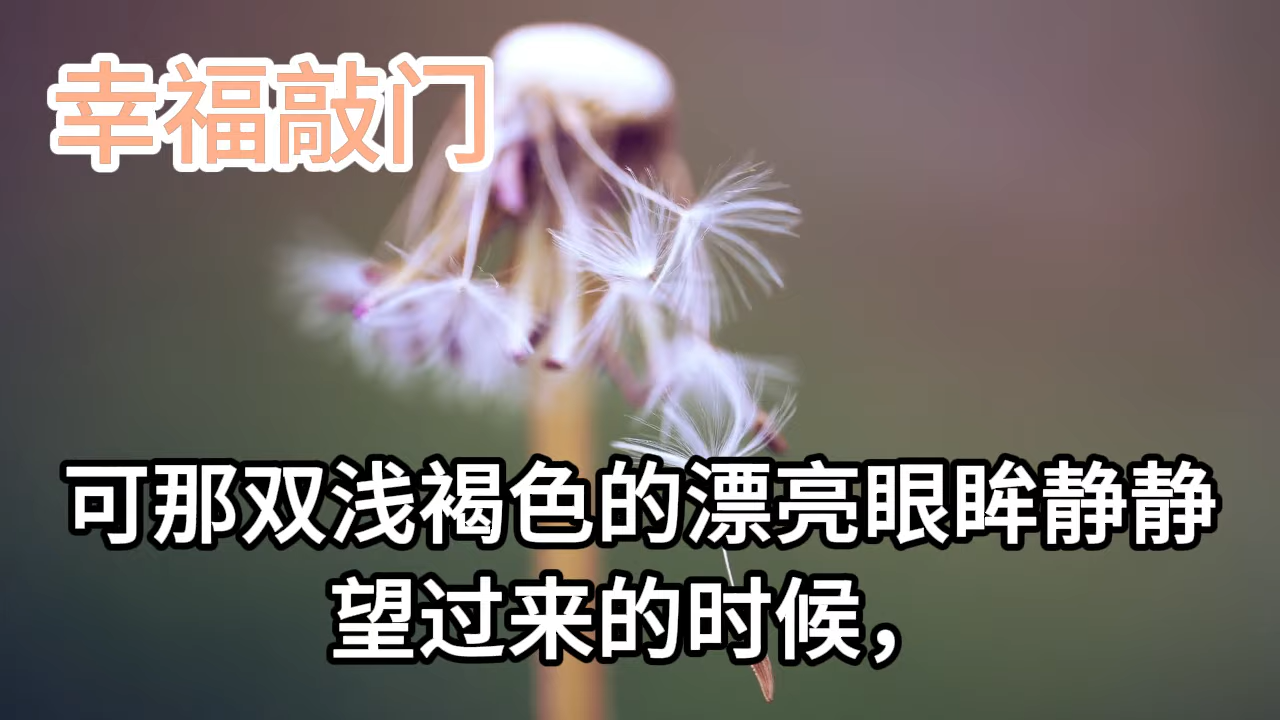 幸福敲门
可那双浅褐色的漂亮眼眸静静
望过来的时候，